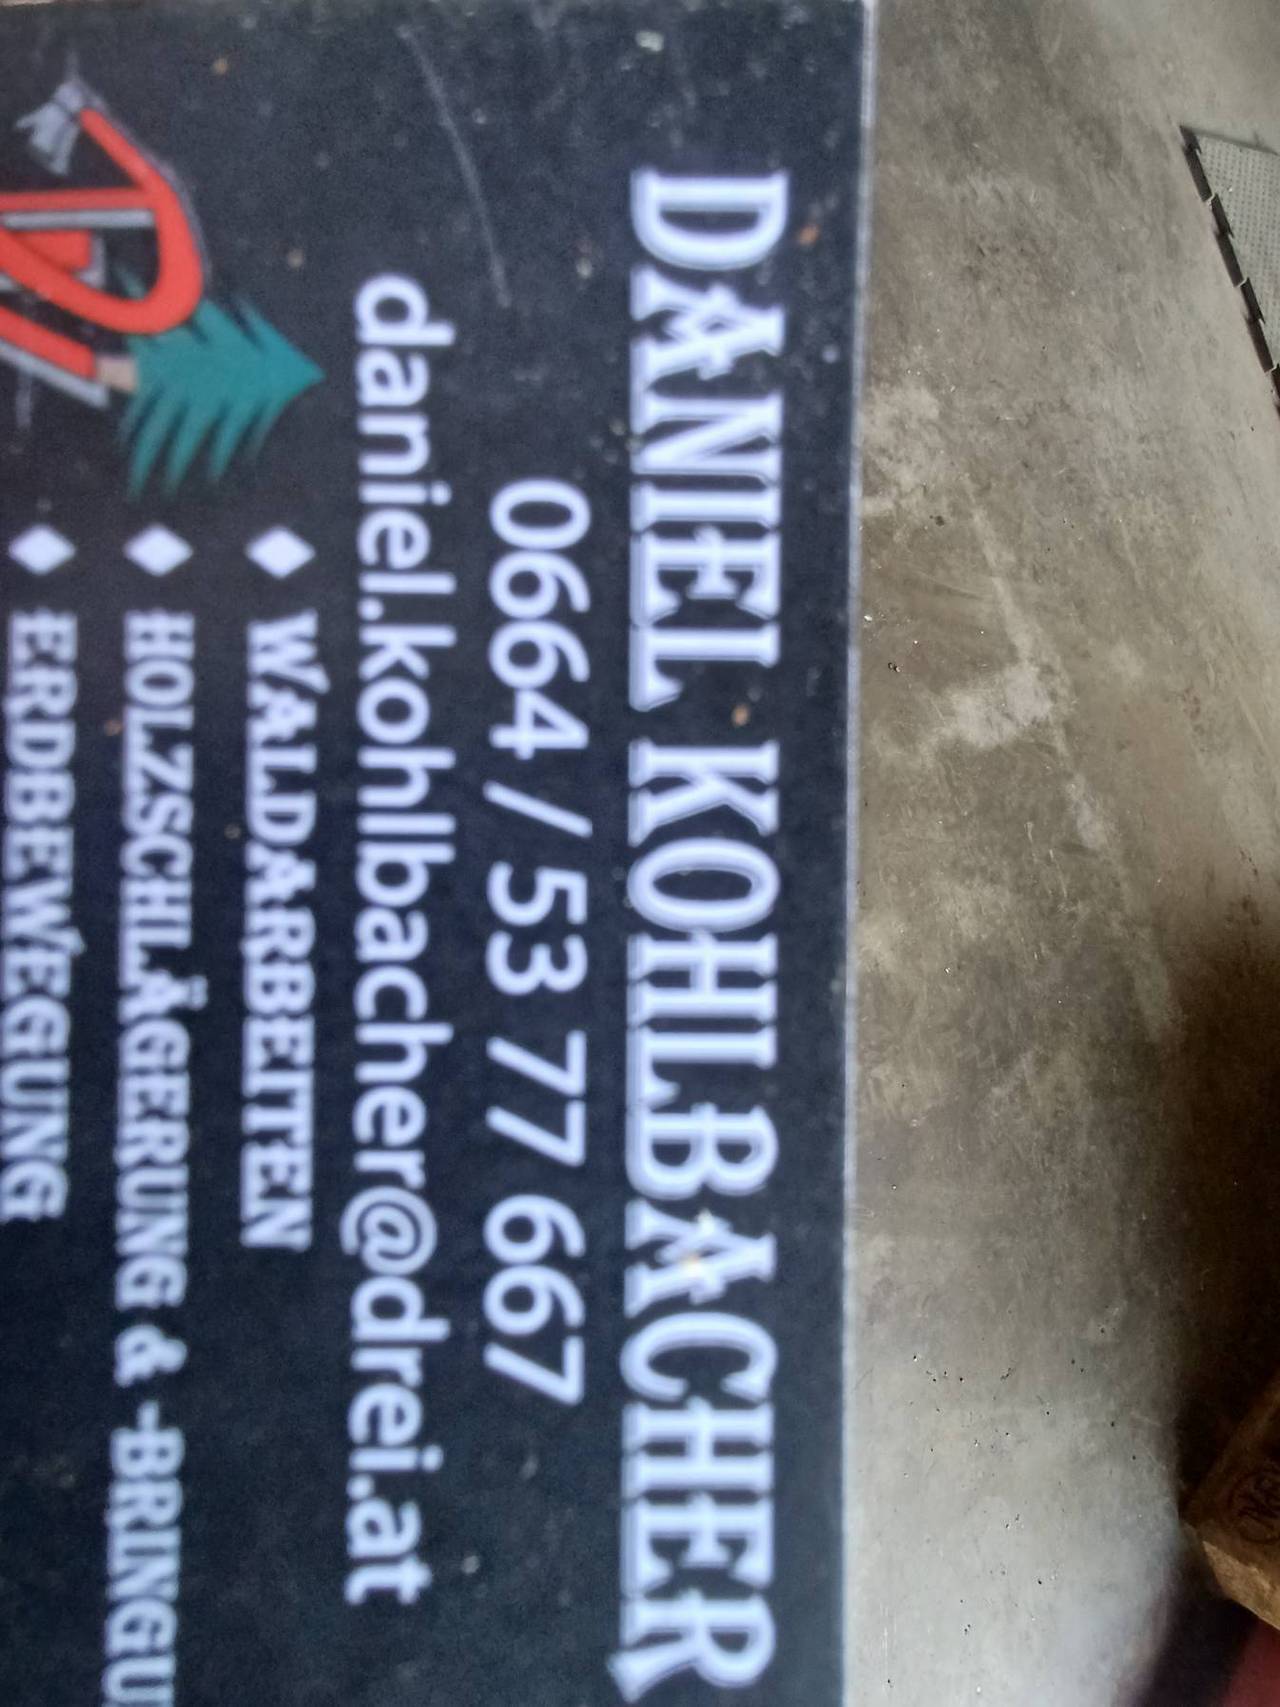 DANIEL KOHLBACHER
0664 / 53 77 667
daniel.kohlbacher@drei.at
♦ WALDARBEITEN
♦ HOLZSCHLÄGERUNG & -BRINGU
♦ ERDBEWEGUNG